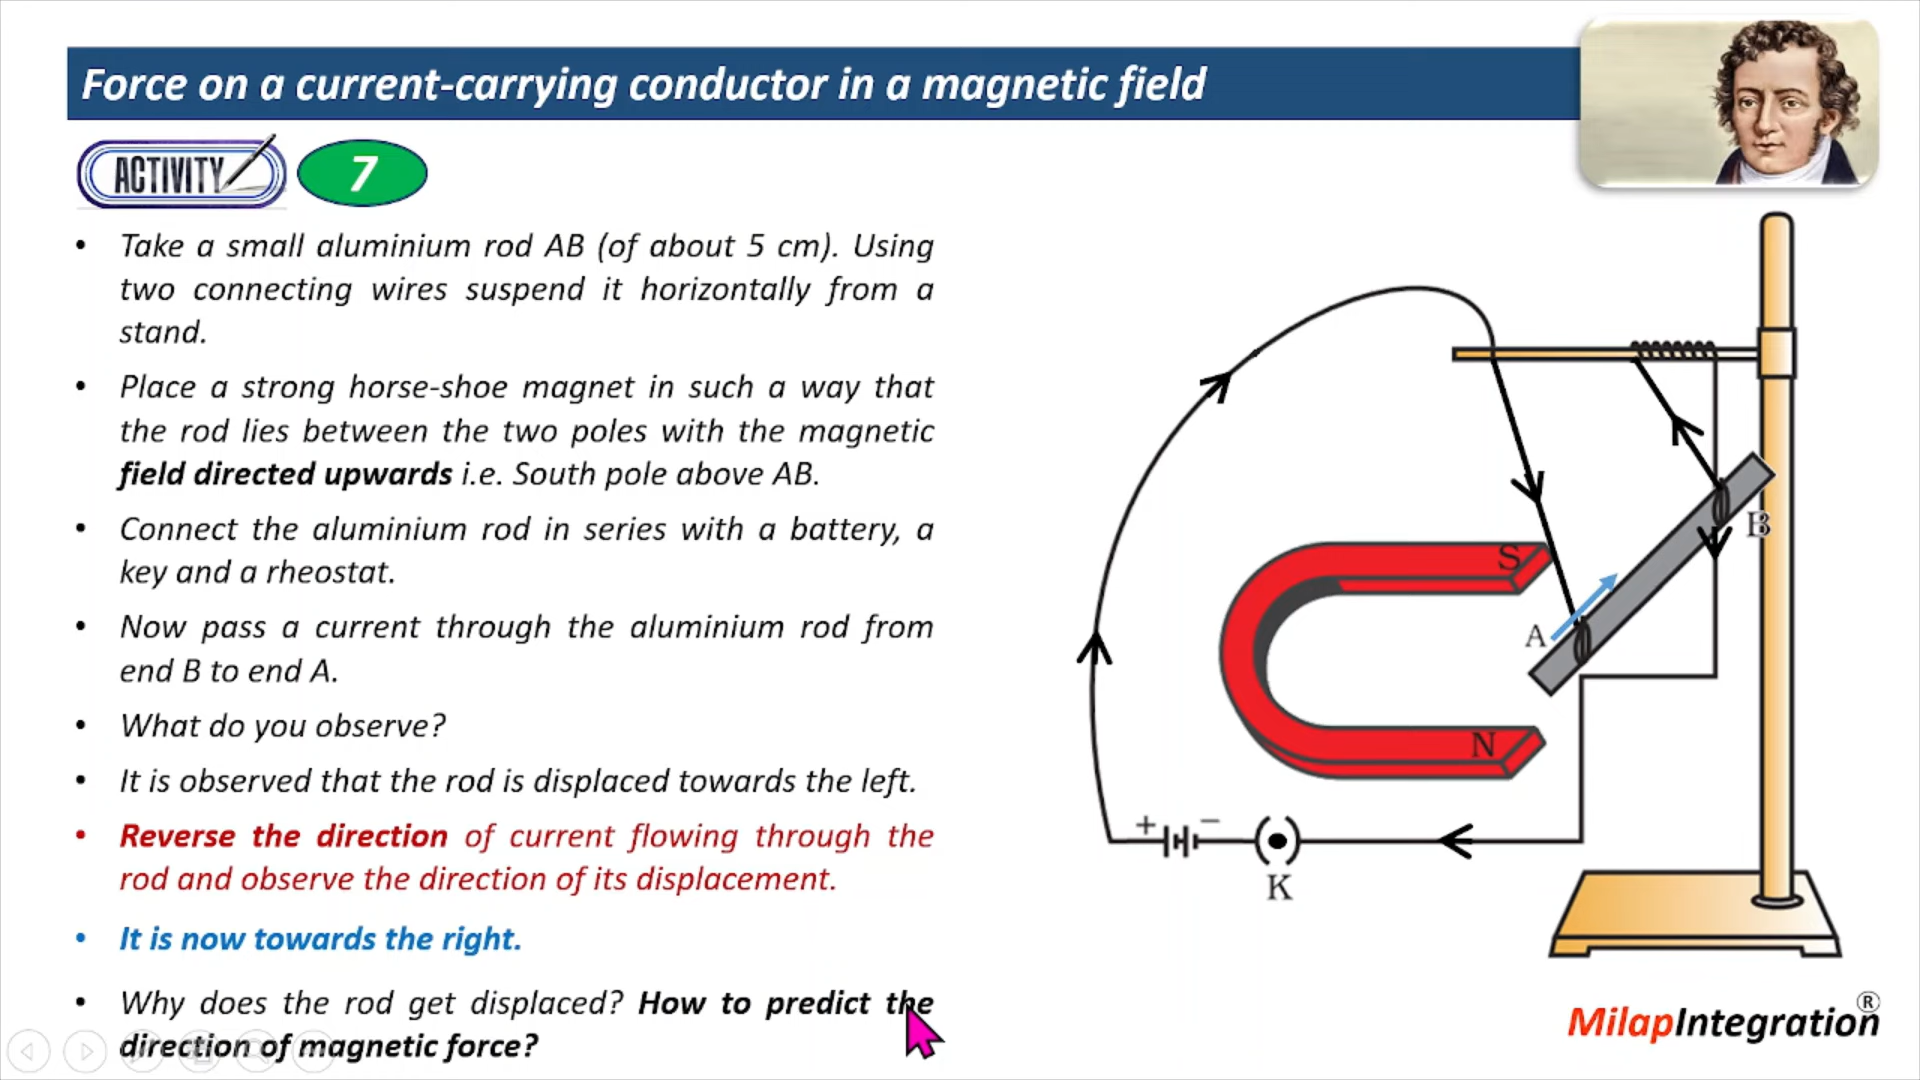 Force on a current-carrying conductor in a magnetic field
ACTIVITY 7
• Take a small aluminium rod AB (of about 5 cm). Using
two connecting wires suspend it horizontally from a
stand.
• Place a strong horse-shoe magnet in such a way that
the rod lies between the two poles with the magnetic
field directed upwards i.e. South pole above AB.
• Connect the aluminium rod in series with a battery, a
key and a rheostat.
• Now pass a current through the aluminium rod from
end B to end A.
• What do you observe?
• It is observed that the rod is displaced towards the left.
• Reverse the direction of current flowing through the
rod and observe the direction of its displacement.
• It is now towards the right.
• Why does the rod get displaced? How to predict the
direction of magnetic force?
B
S
A
N
+ −
K
MilapIntegration®